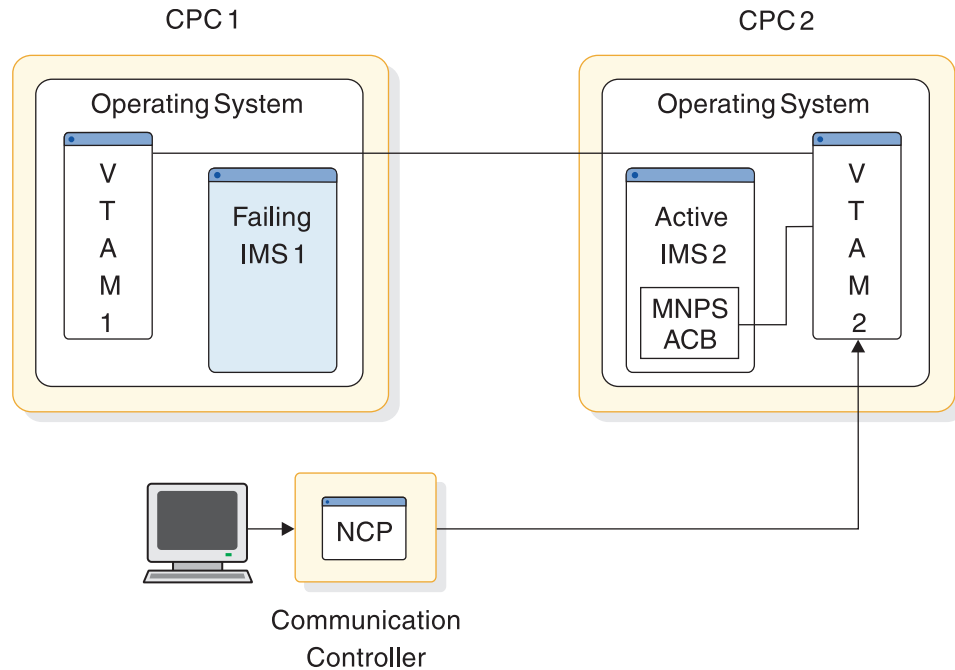 CPC 1
CPC 2
Operating System
V
T
A
M
1
Failing
IMS 1
Operating System
Active
IMS 2
MNPS
ACB
V
T
A
M
2
NCP
Communication
Controller